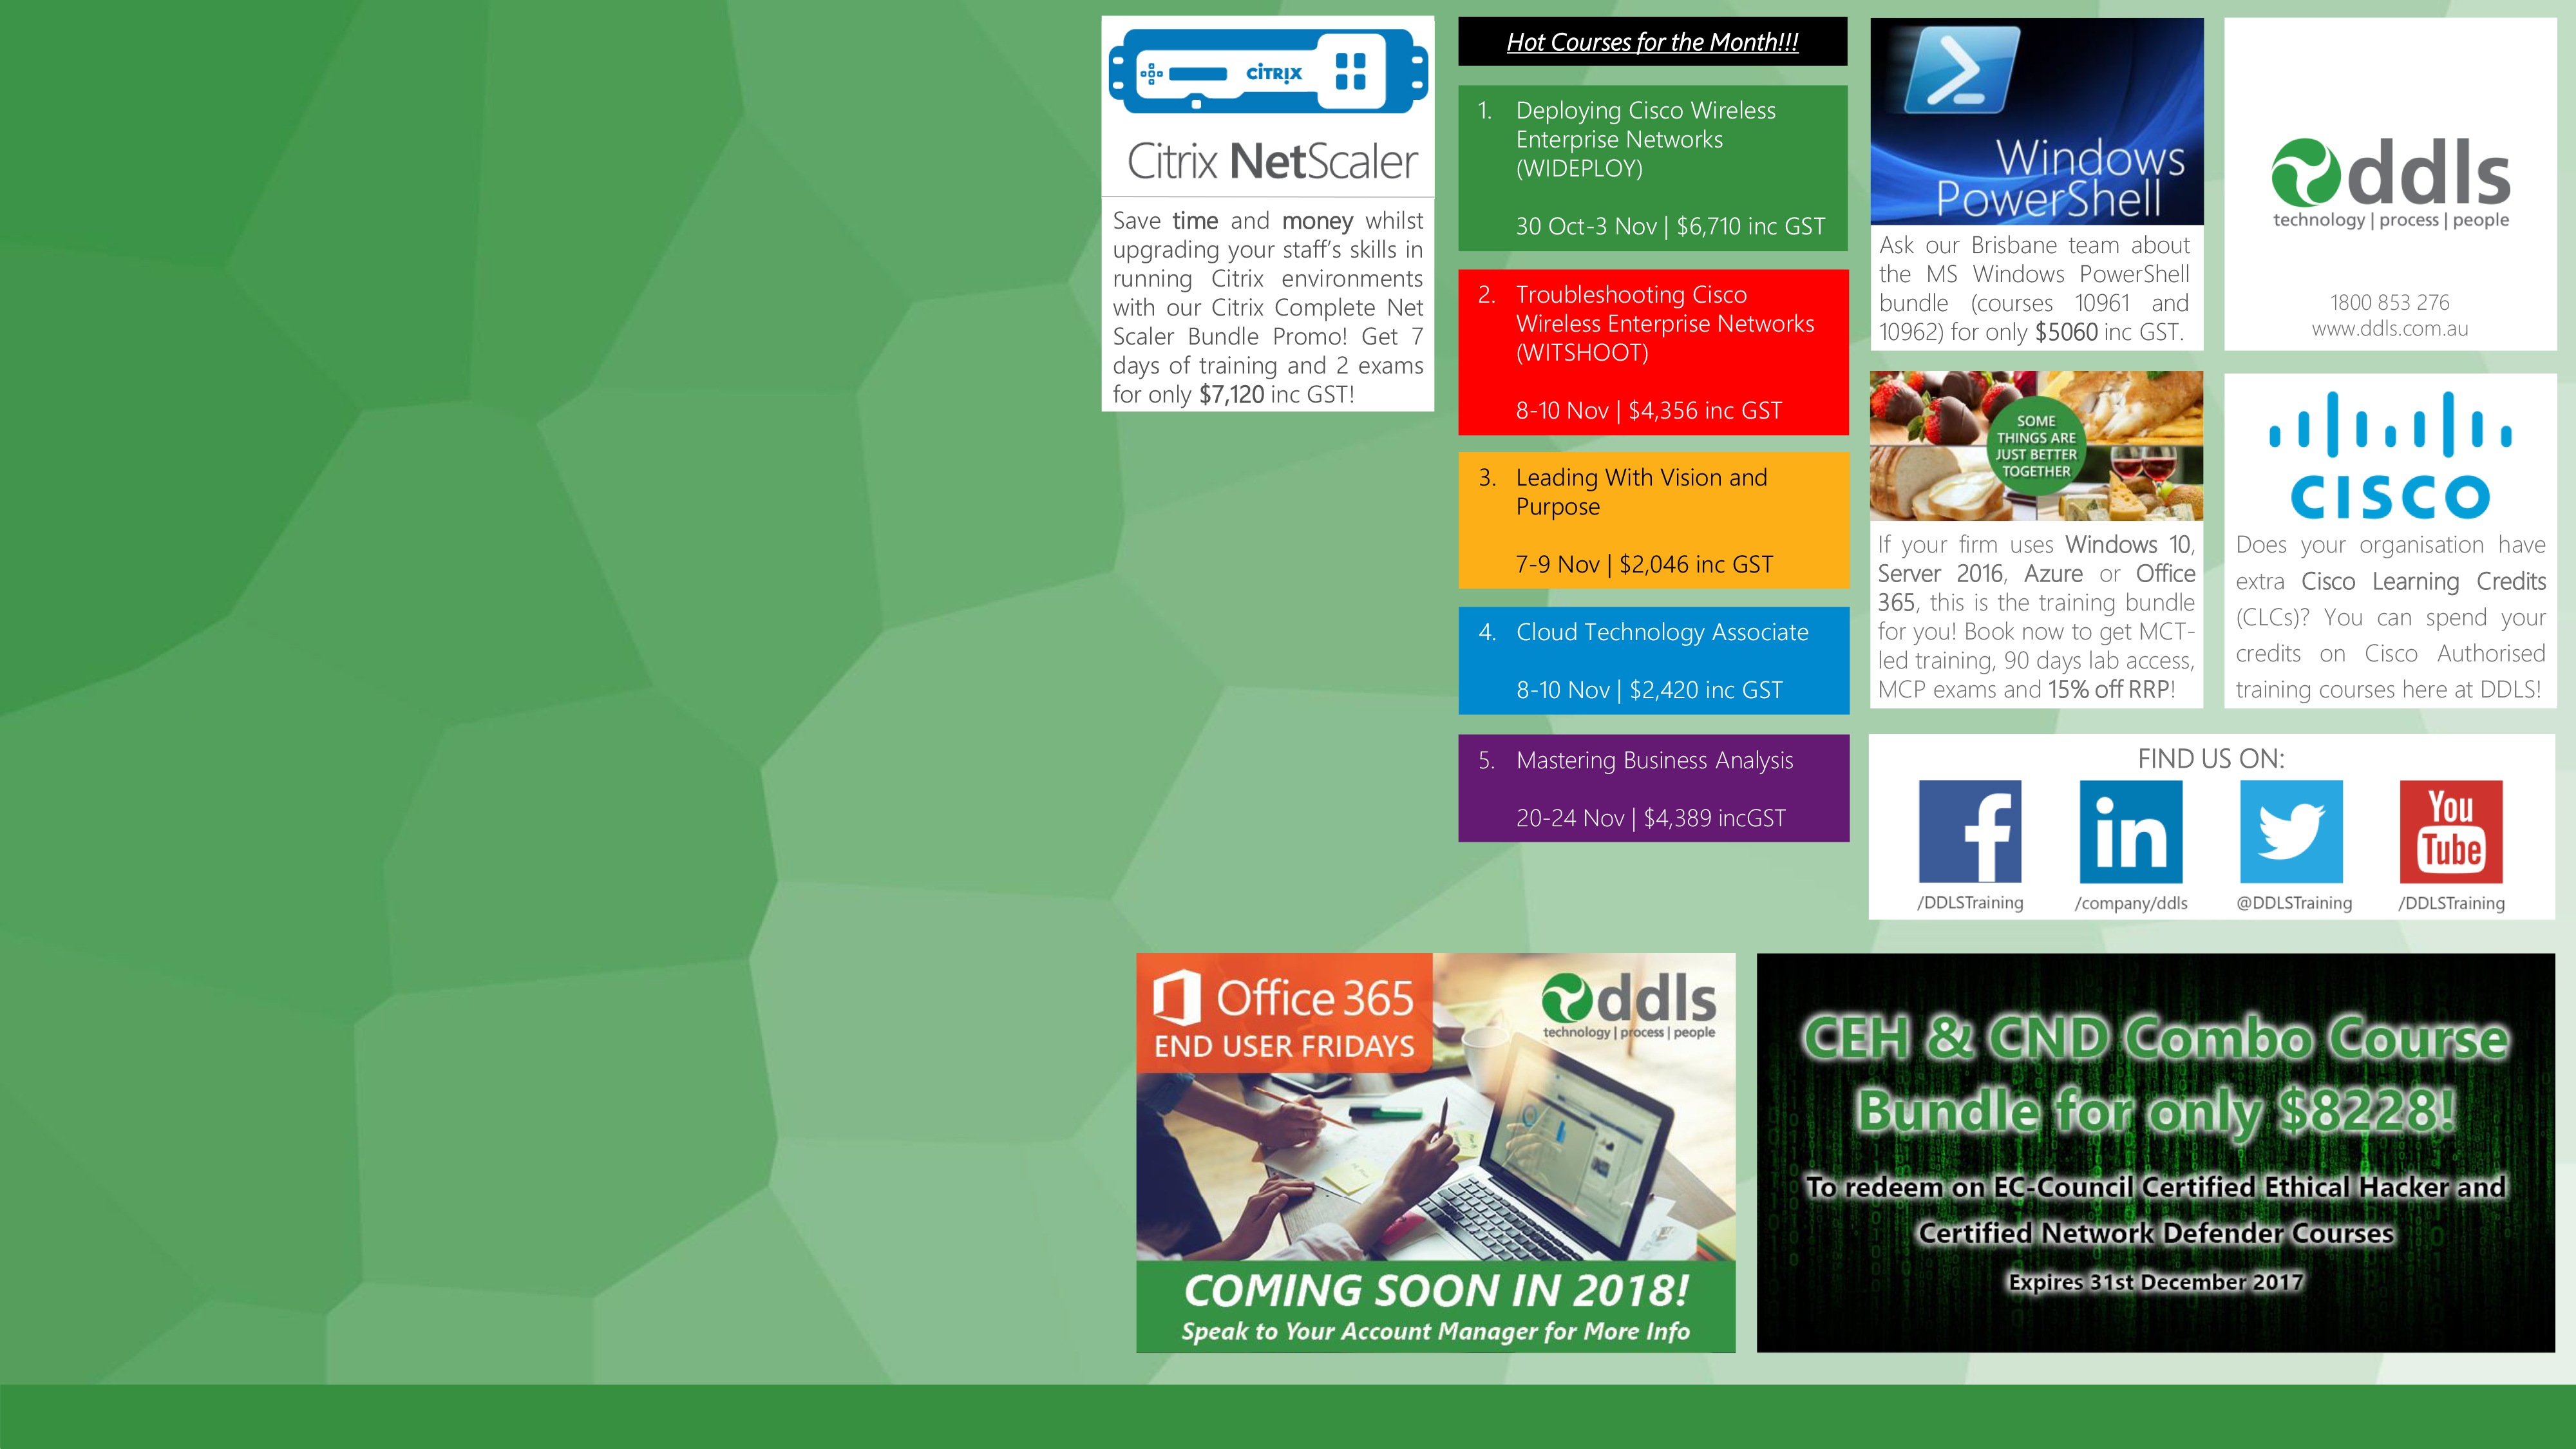 CİTRIX
Citrix NetScaler
Save time and money whilst
upgrading your staff's skills in
running Citrix environments
with our Citrix Complete Net
Scaler Bundle Promo! Get 7
days of training and 2 exams
for only $7,120 inc GST!
Hot Courses for the Month!!!
1. Deploying Cisco Wireless
Enterprise Networks
(WIDEPLOY)
30 Oct-3 Nov | $6,710 inc GST
2. Troubleshooting Cisco
Wireless Enterprise Networks
(WITSHOOT)
8-10 Nov | $4,356 inc GST
3. Leading With Vision and
Purpose
7-9 Nov | $2,046 inc GST
4. Cloud Technology Associate
8-10 Nov | $2,420 inc GST
5. Mastering Business Analysis
20-24 Nov | $4,389 incGST
Windows
PowerShell
Ask our Brisbane team about
the MS Windows PowerShell
bundle (courses 10961 and
10962) for only $5060 inc GST.
SOME
THINGS ARE
JUST BETTER
TOGETHER
If your firm uses Windows 10,
Server 2016, Azure or Office
365, this is the training bundle
for you! Book now to get MCT-
led training, 90 days lab access,
MCP exams and 15% off RRP!
ddls
technology | process | people
1800 853 276
www.ddls.com.au
CISCO
Does your organisation have
extra Cisco Learning Credits
(CLCs)? You can spend your
credits on Cisco Authorised
training courses here at DDLS!
FIND US ON:
f
in
You
Tube
/DDLSTraining
/company/ddls
@DDLSTraining
/DDLSTraining
Office 365
END USER FRIDAYS
ddls
technology | process | people
COMING SOON IN 2018!
Speak to Your Account Manager for More Info
CEH & CND Combo Course
Bundle for only $8228!
To redeem on EC-Council Certified Ethical Hacker and
Certified Network Defender Courses
Expires 31st December 2017